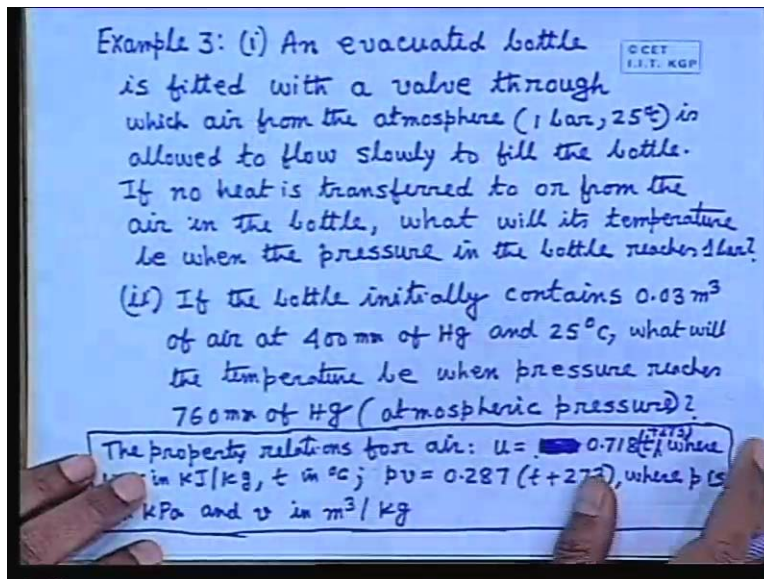 Example 3: (i) An evacuated bottle
© CET
I.I.T. KGP
is fitted with a valve through
which air from the atmosphere (1 bar, 25°C) is
allowed to flow slowly to fill the bottle.
If no heat is transferred to or from the
air in the bottle, what will its temperature
be when the pressure in the bottle reaches 1 bar?
(ii) If the bottle initially contains 0.03 m³
of air at 400 mm of Hg and 25°C, what will
the temperature be when pressure reaches
760 mm of Hg (atmospheric pressure)?
The property relations for air: u = 0.718 (t+273), where
in kJ/kg, t in °C; pv = 0.287 (t+273), where p is
kPa and v in m³/kg